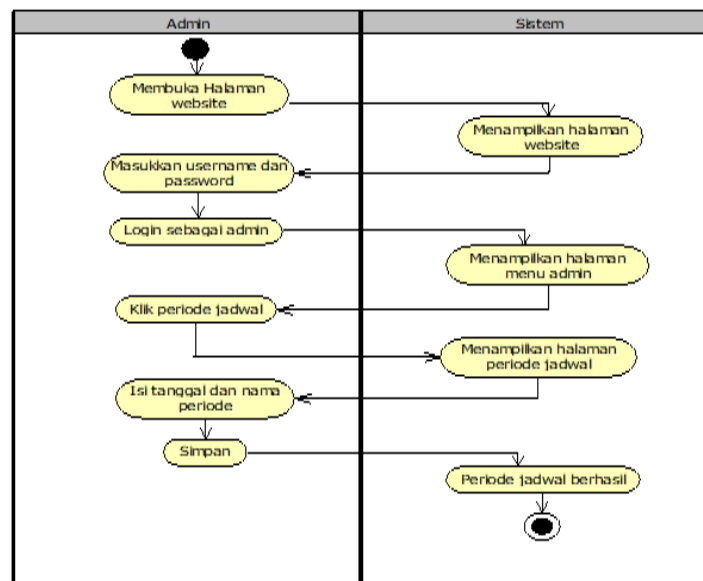 Admin
Sistem
Membuka Halaman
website
Menampilkan halaman
website
Masukkan username dan
password
Login sebagai admin
Menampilkan halaman
menu admin
Klik periode jadwal
Menampilkan halaman
periode jadwal
Isi tanggal dan nama
periode
Simpan
Periode jadwal berhasil